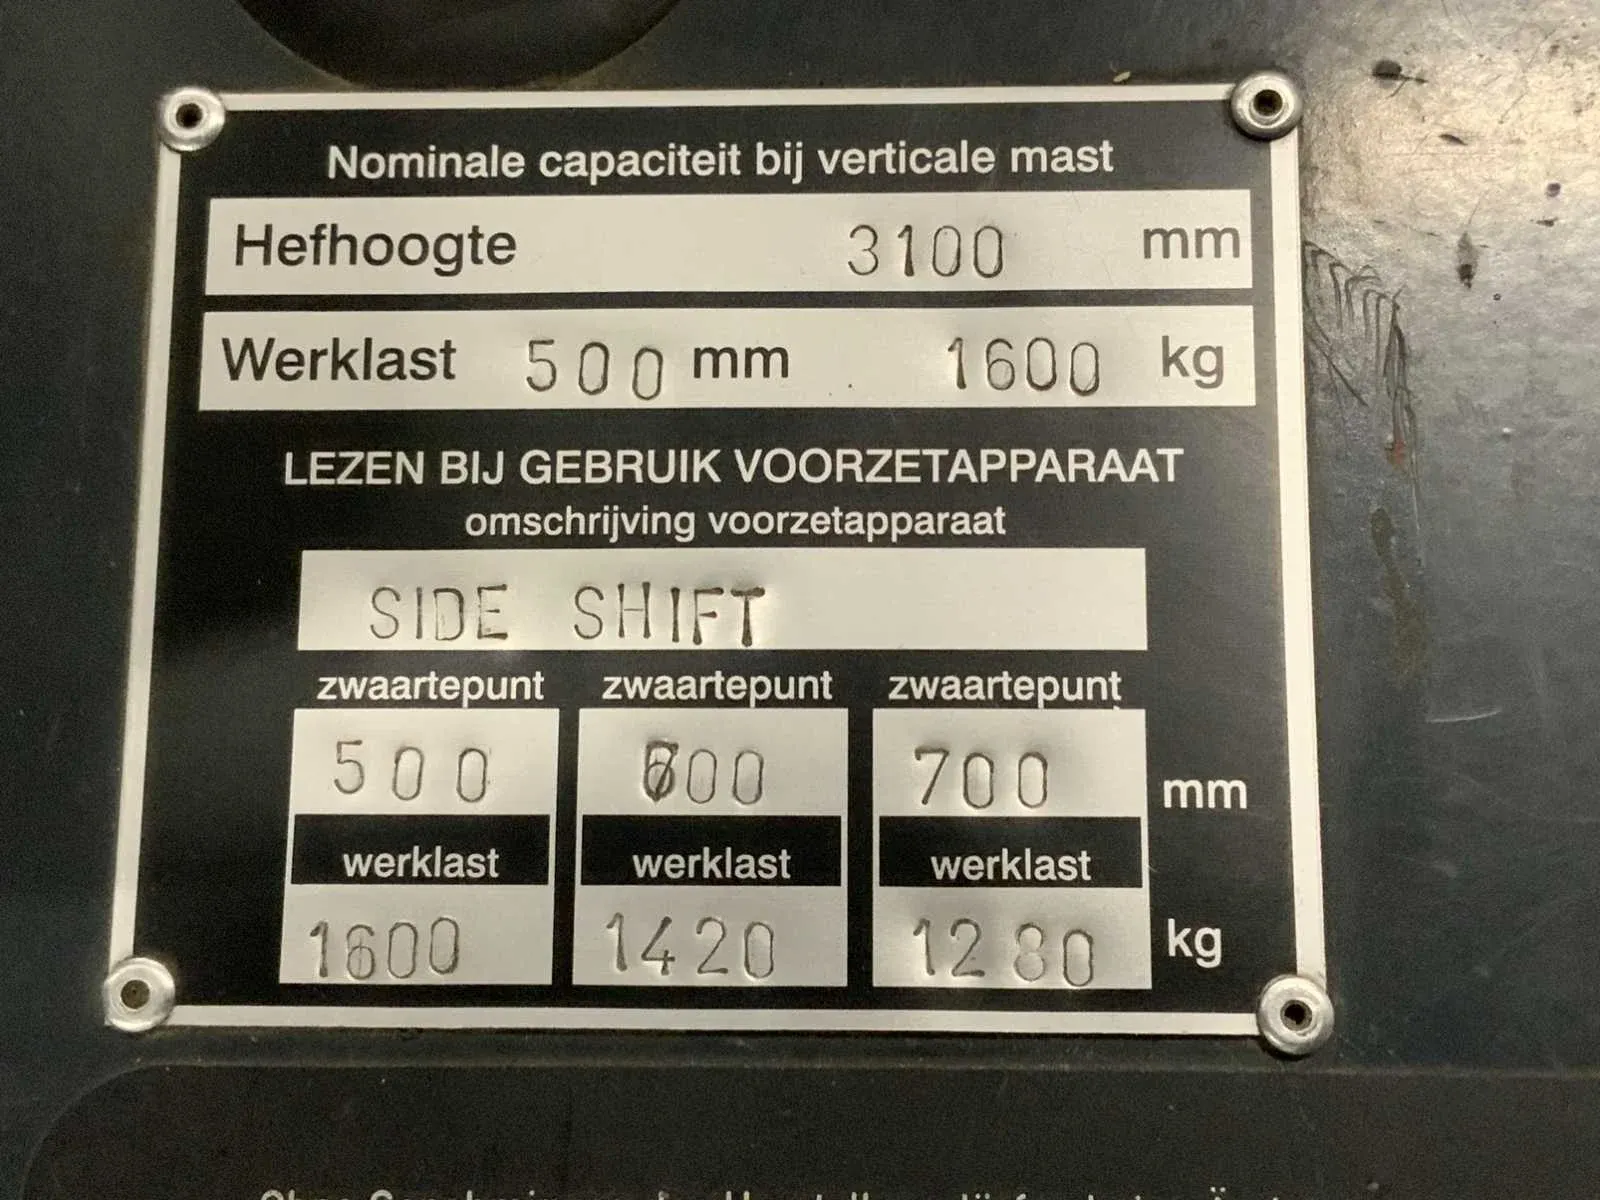 Nominale capaciteit bij verticale mast
Hefhoogte 3100 mm
Werklast 500 mm 1600 kg
LEZEN BIJ GEBRUIK VOORZETAPPARAAT
omschrijving voorzetapparaat
SIDE SHIFT
zwaartepunt zwaartepunt zwaartepunt
500 600 700 mm
werklast werklast werklast
1600 1420 1280 kg